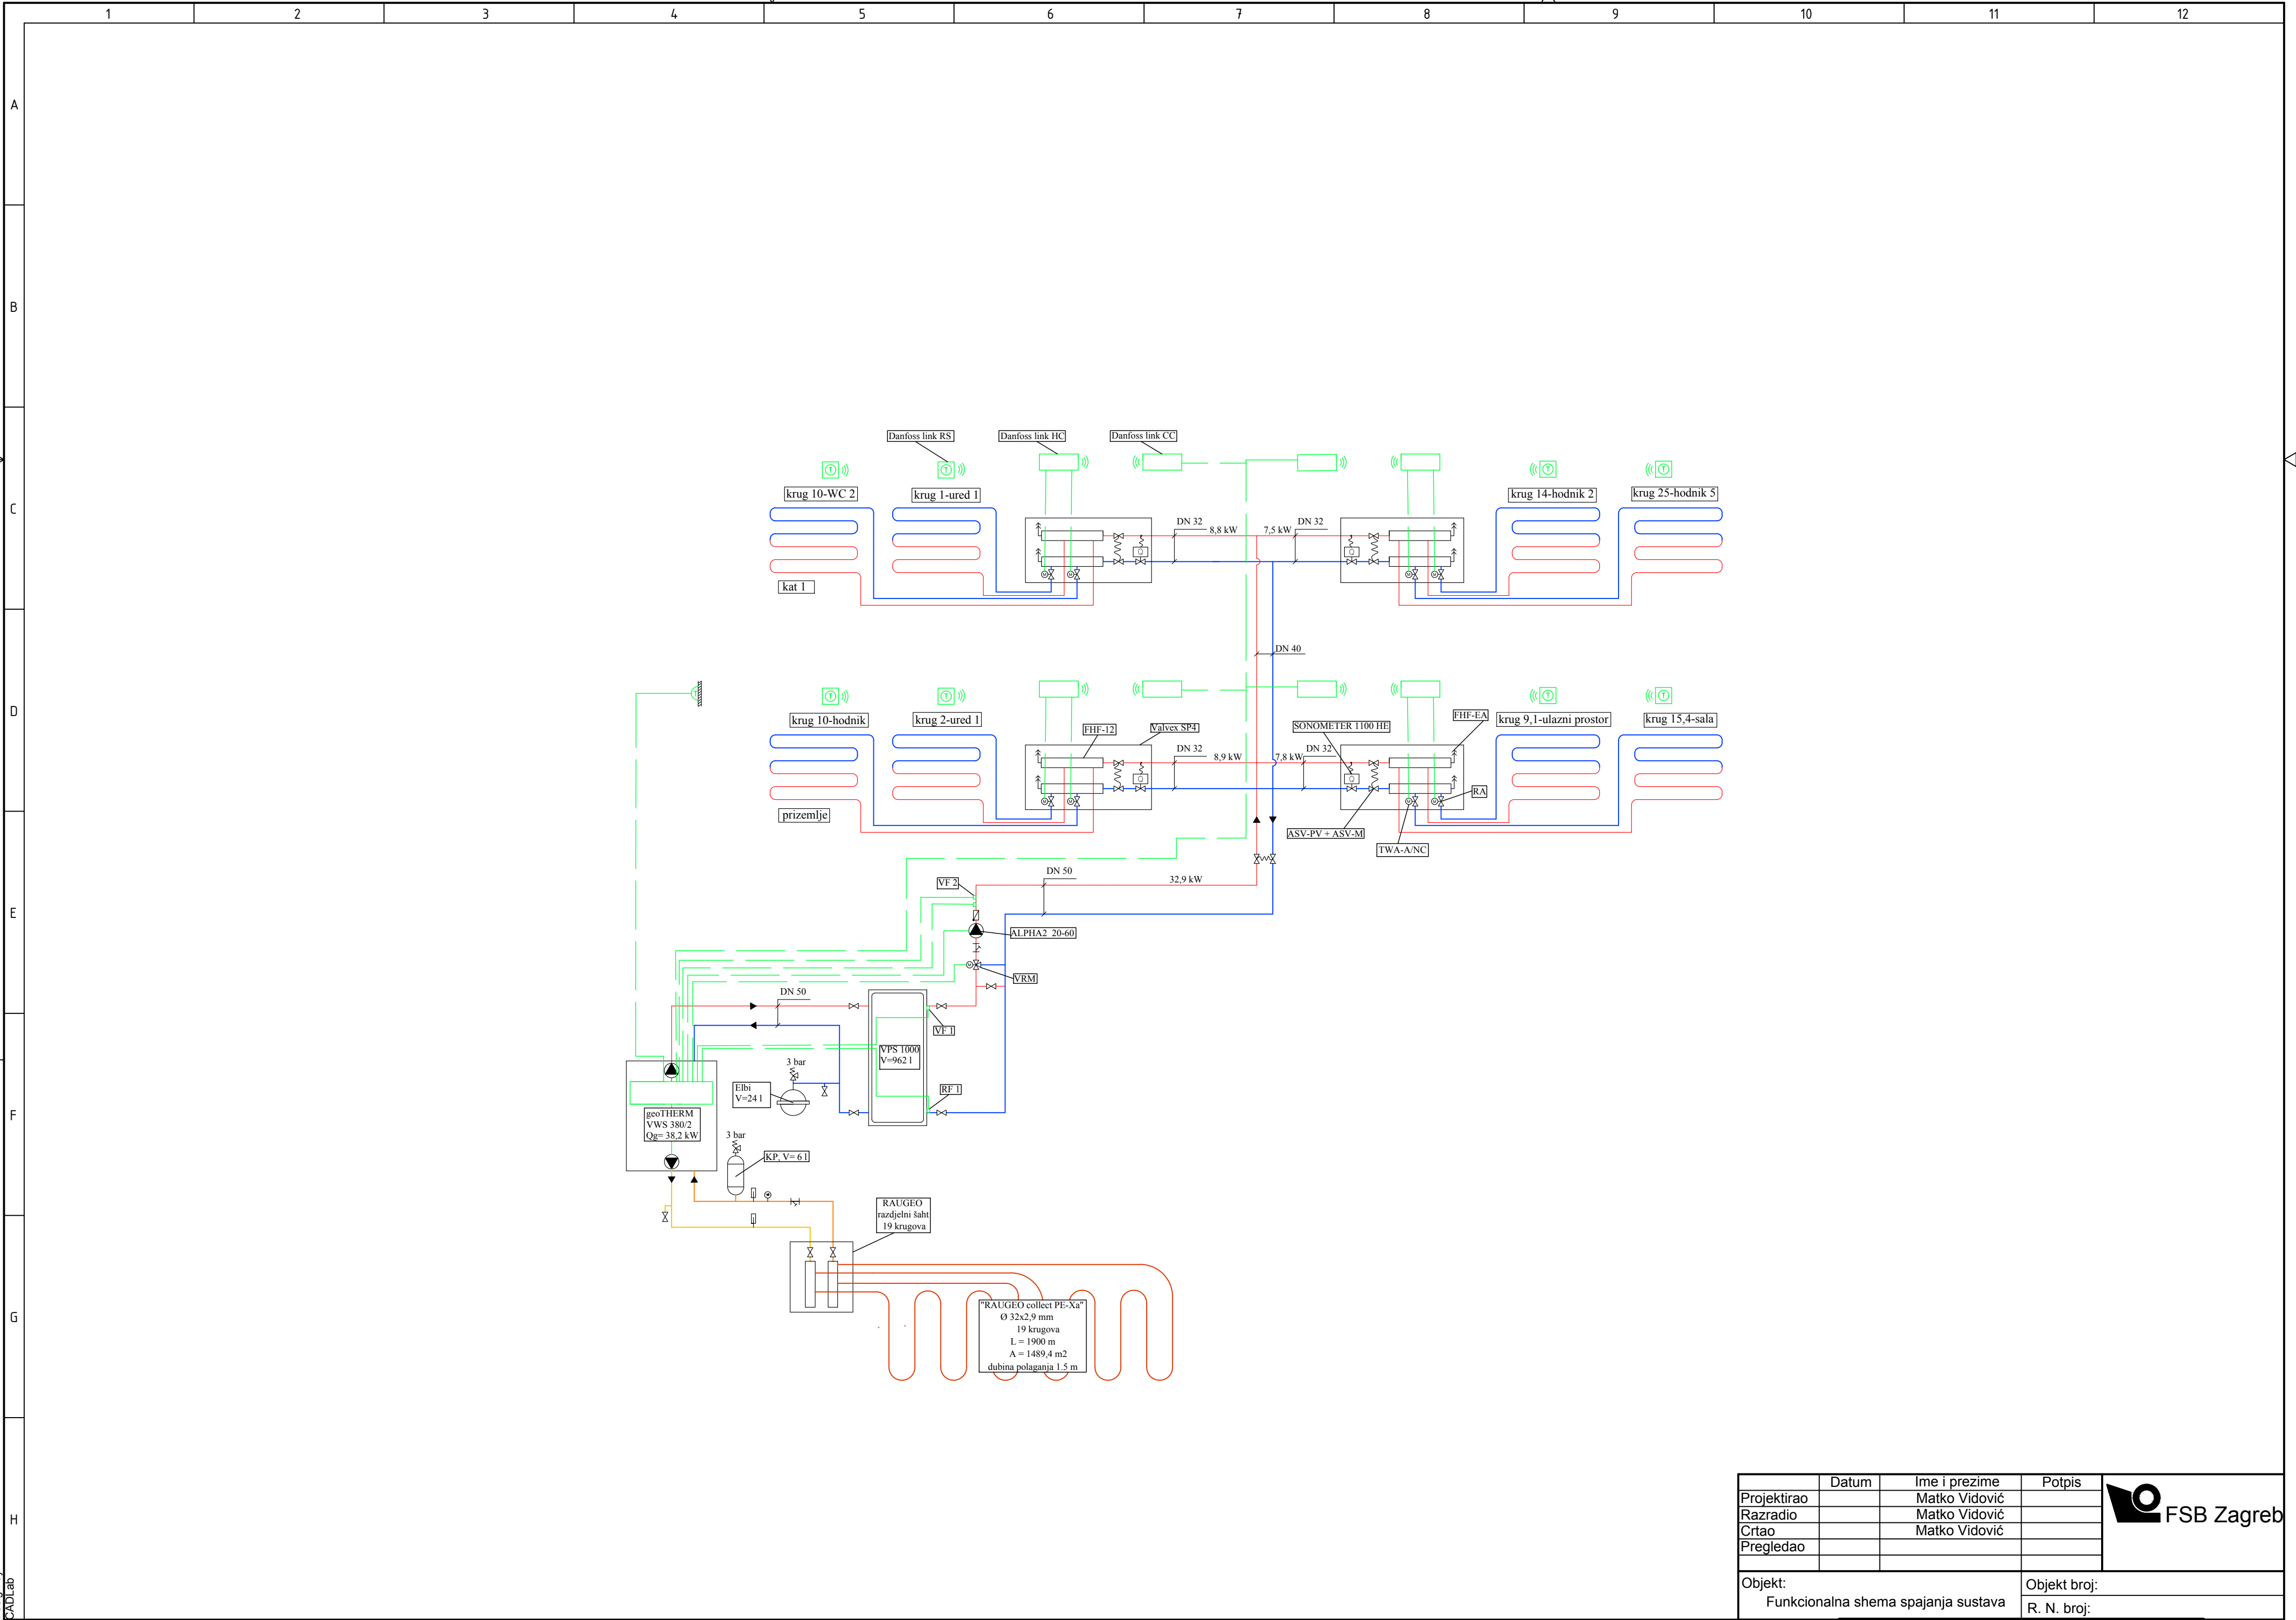 1 2 3 4 5 6 7 8 9 10 11 12
A
B
C
D
E
F
G
H
Danfoss link RS
Danfoss link HC
Danfoss link CC
krug 10-WC 2
krug 1-ured 1
krug 14-hodnik 2
krug 25-hodnik 5
DN 32
8,8 kW
7,5 kW
DN 32
kat 1
DN 40
krug 10-hodnik
krug 2-ured 1
FHF-12
Valvex SP4
SONOMETER 1100 HE
FHF-EA
krug 9,1-ulazni prostor
krug 15,4-sala
DN 32
8,9 kW
7,8 kW
DN 32
RA
prizemlje
ASV-PV + ASV-M
TWA-A/NC
DN 50
32,9 kW
VF 2
ALPHA2 20-60
VRM
DN 50
VF 1
VPS 1000
V=962 l
3 bar
Elbi
V=24 l
RF 1
geoTHERM
VWS 380/2
Qg= 38,2 kW
3 bar
KP, V= 6 l
RAUGEO
razdjelni šaht
19 krugova
"RAUGEO collect PE-Xa"
Ø 32x2,9 mm
19 krugova
L = 1900 m
A = 1489,4 m2
dubina polaganja 1.5 m
Datum Ime i prezime Potpis
Projektirao Matko Vidović
Razradio Matko Vidović
Crtao Matko Vidović
Pregledao
FSB Zagreb
Objekt:
Funkcionalna shema spajanja sustava
Objekt broj:
R. N. broj:
CADLab